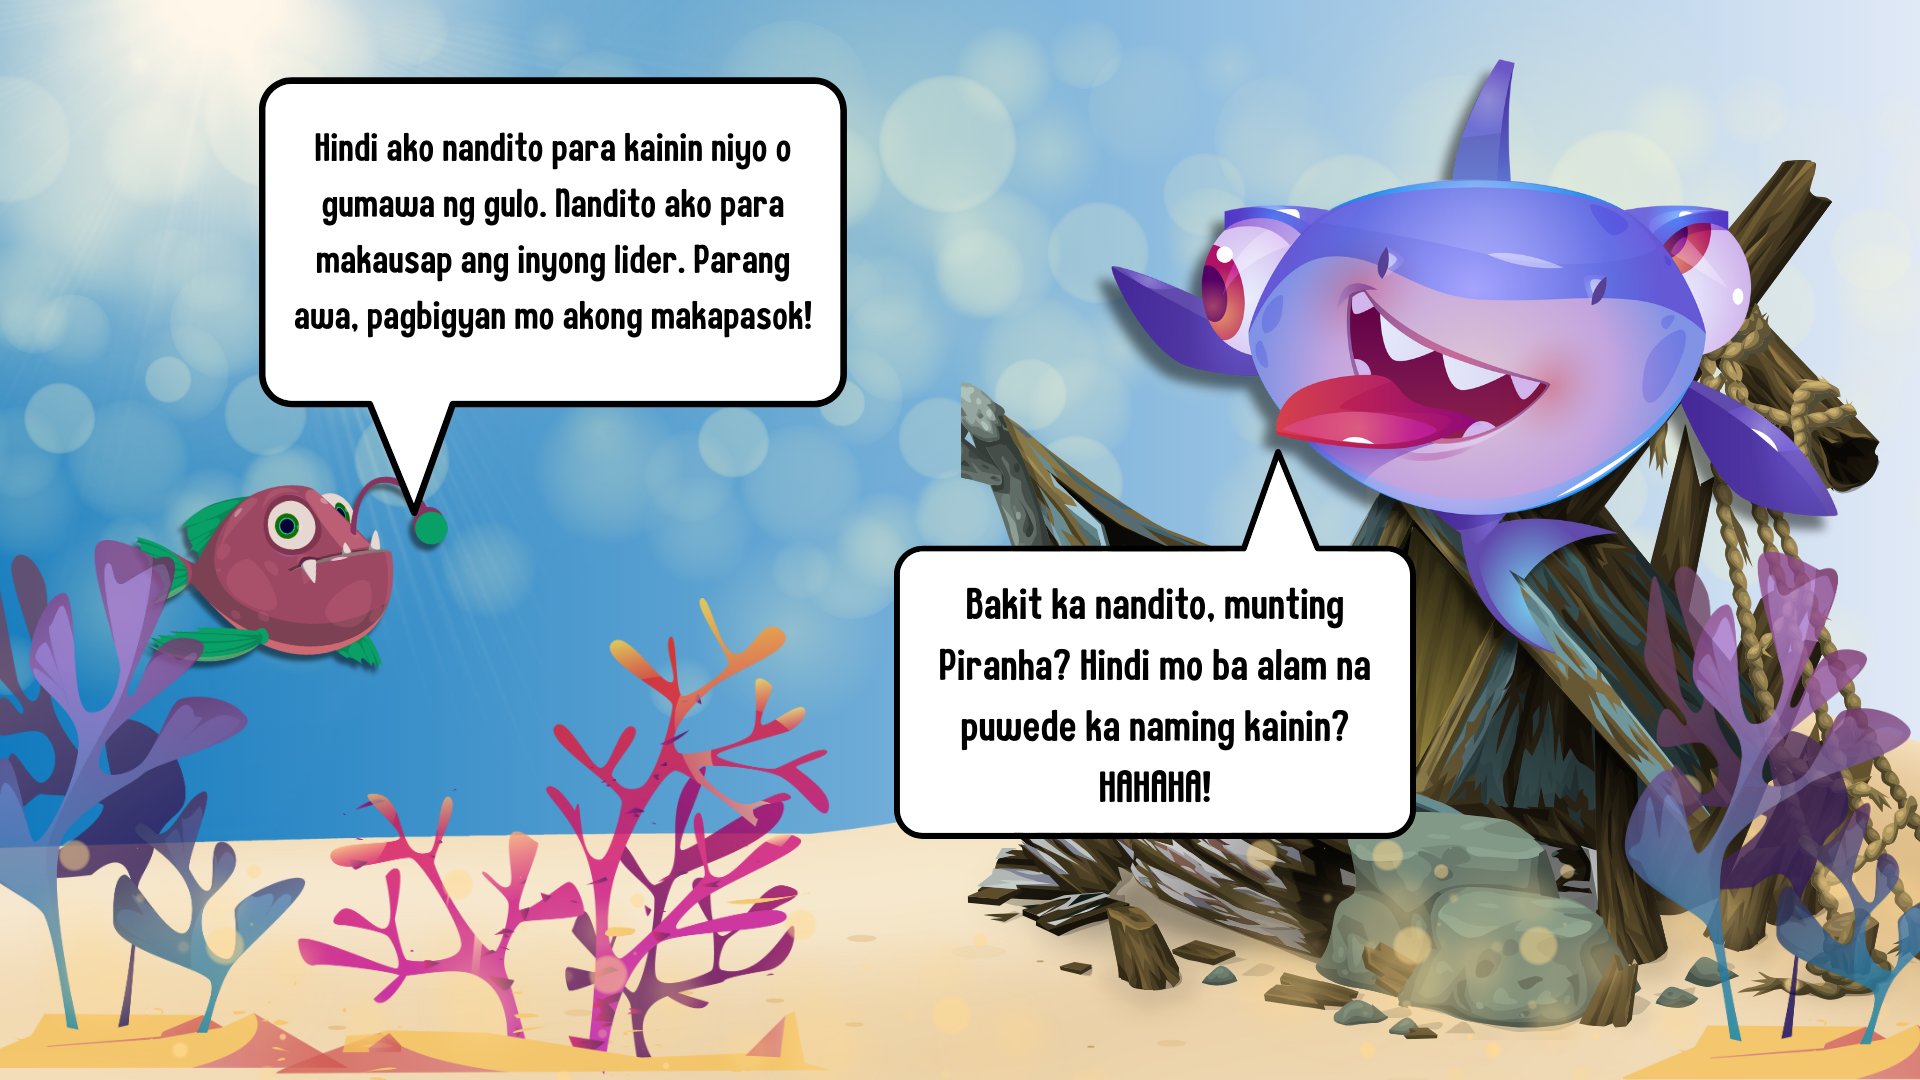 Hindi ako nandito para kainin niyo o
gumawa ng gulo. Nandito ako para
makausap ang inyong lider. Parang
awa, pagbigyan mo akong makapasok!
Bakit ka nandito, munting
Piranha? Hindi mo ba alam na
puwede ka naming kainin?
HAHAHA!